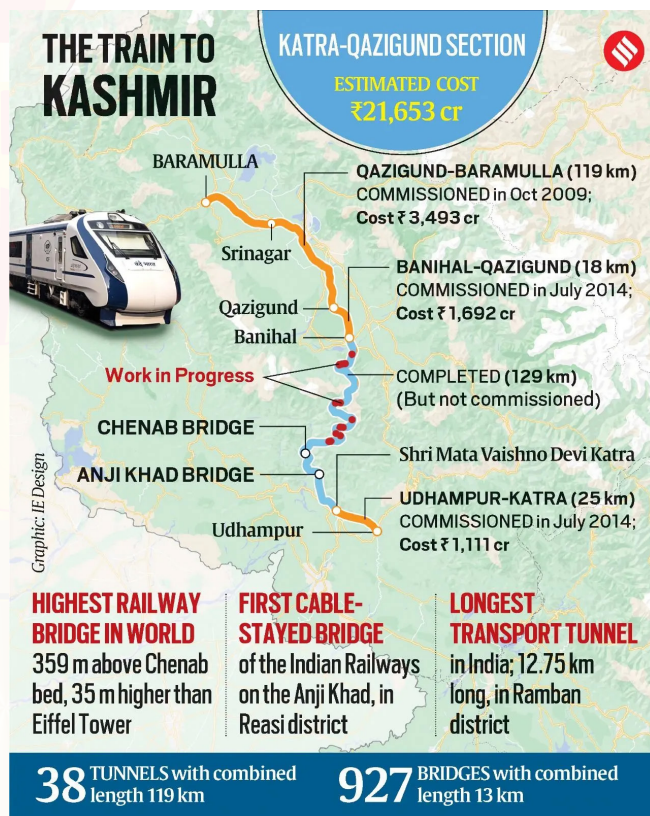 THE TRAIN TO
KASHMIR
KATRA-QAZIGUND SECTION
ESTIMATED COST
₹21,653 cr
BARAMULLA
QAZIGUND-BARAMULLA (119 km)
COMMISSIONED in Oct 2009;
Cost ₹ 3,493 cr
Srinagar
BANIHAL-QAZIGUND (18 km)
COMMISSIONED in July 2014;
Cost ₹ 1,692 cr
Qazigund
Banihal
Work in Progress
COMPLETED (129 km)
(But not commissioned)
CHENAB BRIDGE
Shri Mata Vaishno Devi Katra
ANJI KHAD BRIDGE
UDHAMPUR-KATRA (25 km)
COMMISSIONED in July 2014;
Cost ₹ 1,111 cr
Udhampur
Graphic: IE Design
HIGHEST RAILWAY
BRIDGE IN WORLD
359 m above Chenab
bed, 35 m higher than
Eiffel Tower
FIRST CABLE-
STAYED BRIDGE
of the Indian Railways
on the Anji Khad, in
Reasi district
LONGEST
TRANSPORT TUNNEL
in India; 12.75 km
long, in Ramban
district
38 TUNNELS with combined
length 119 km
927 BRIDGES with combined
length 13 km